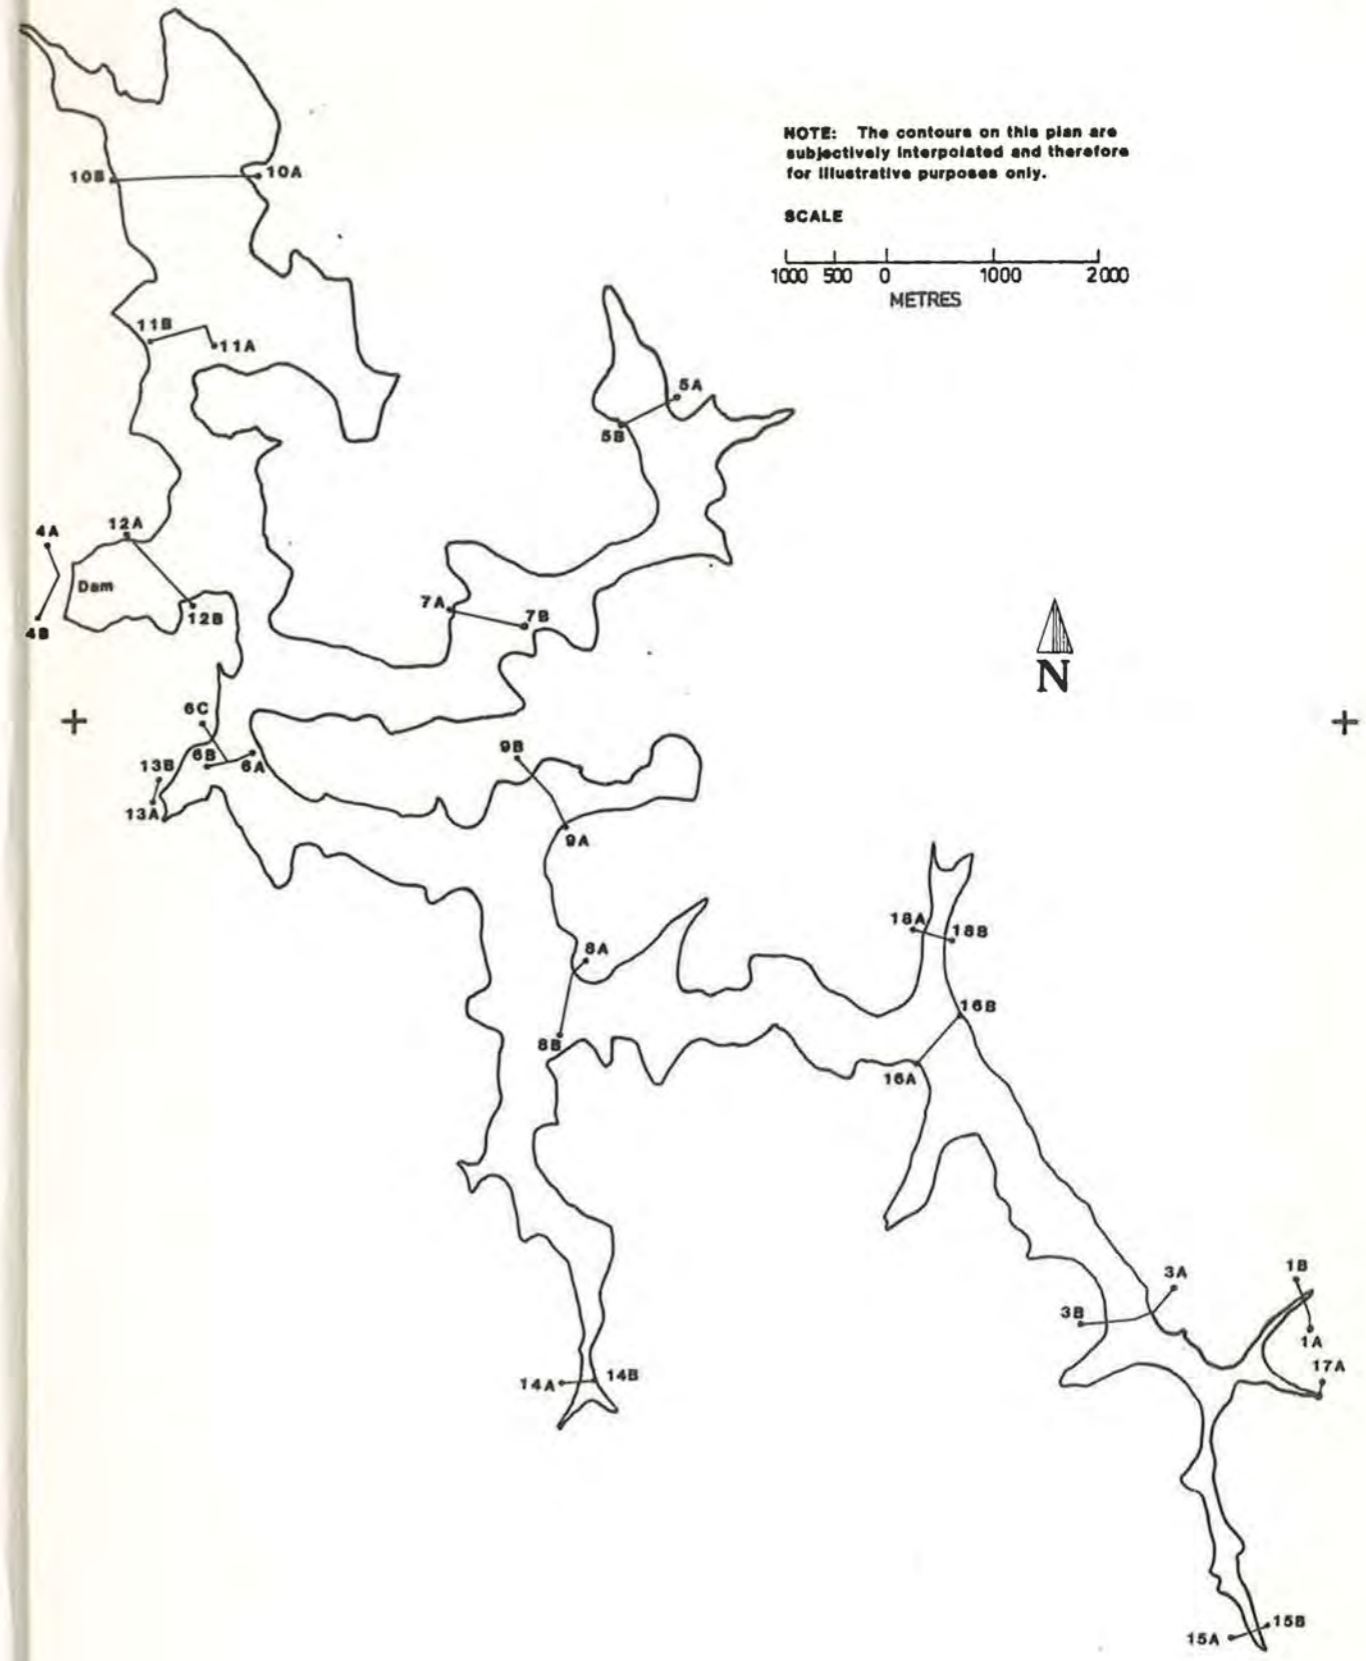 NOTE: The contours on this plan are
subjectively interpolated and therefore
for illustrative purposes only.
SCALE
1000 500 0 1000 2000
METRES
10B 10A
11B
11A
5A
5B
4A
12A
Dam
4B
12B
7A
7B
N
6C
6B
6A
13B
13A
9B
9A
8A
8B
18A
18B
16B
16A
3A
3B
1B
1A
17A
14A
14B
15A
15B